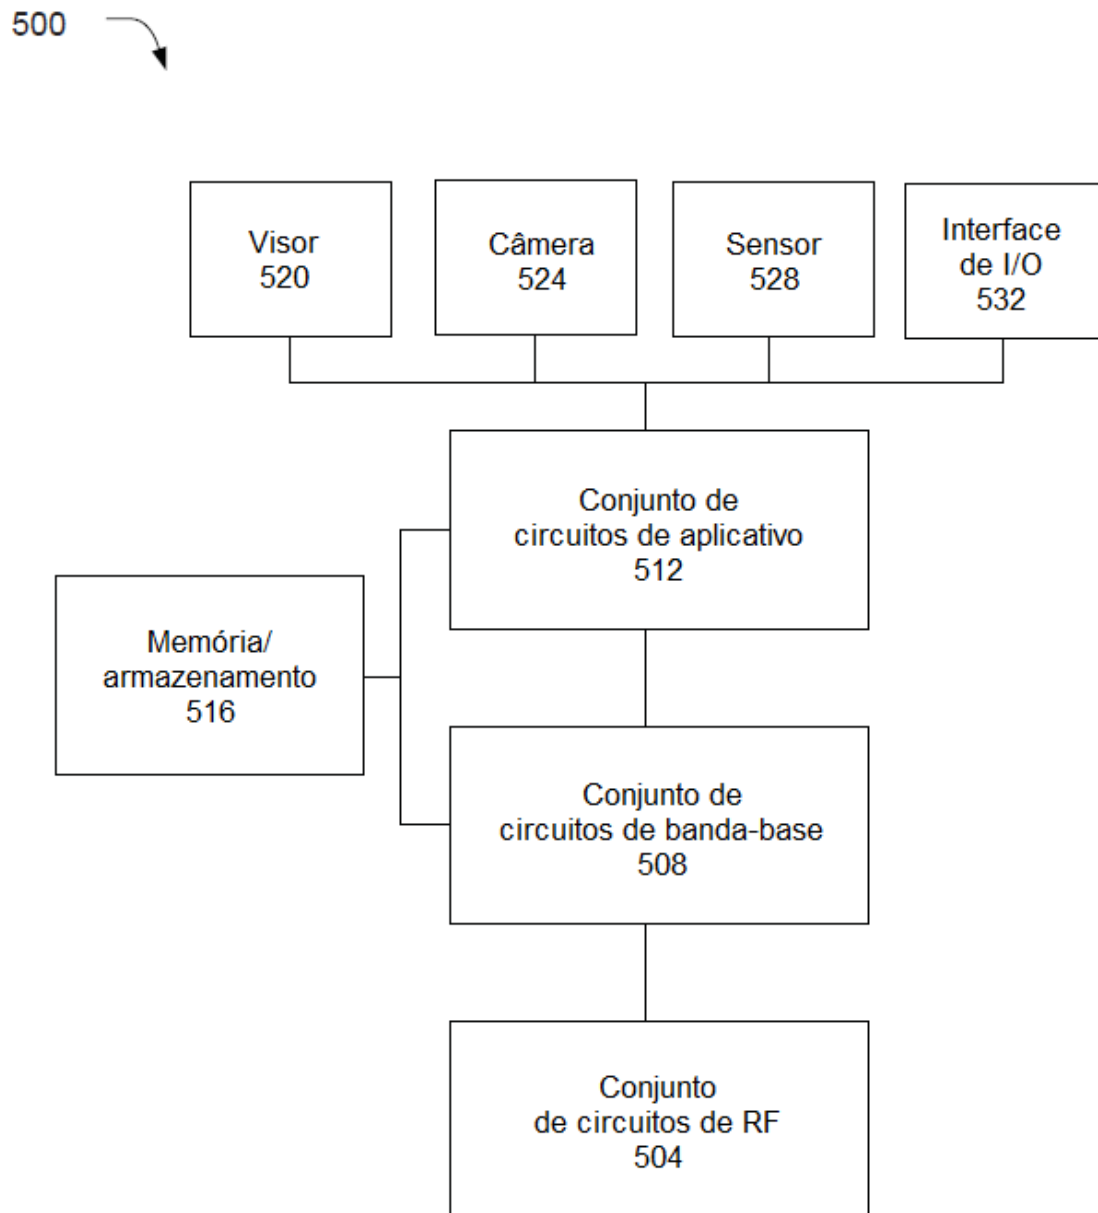 500
Visor
520
Câmera
524
Sensor
528
Interface
de I/O
532
Conjunto de
circuitos de aplicativo
512
Memória/
armazenamento
516
Conjunto de
circuitos de banda-base
508
Conjunto
de circuitos de RF
504